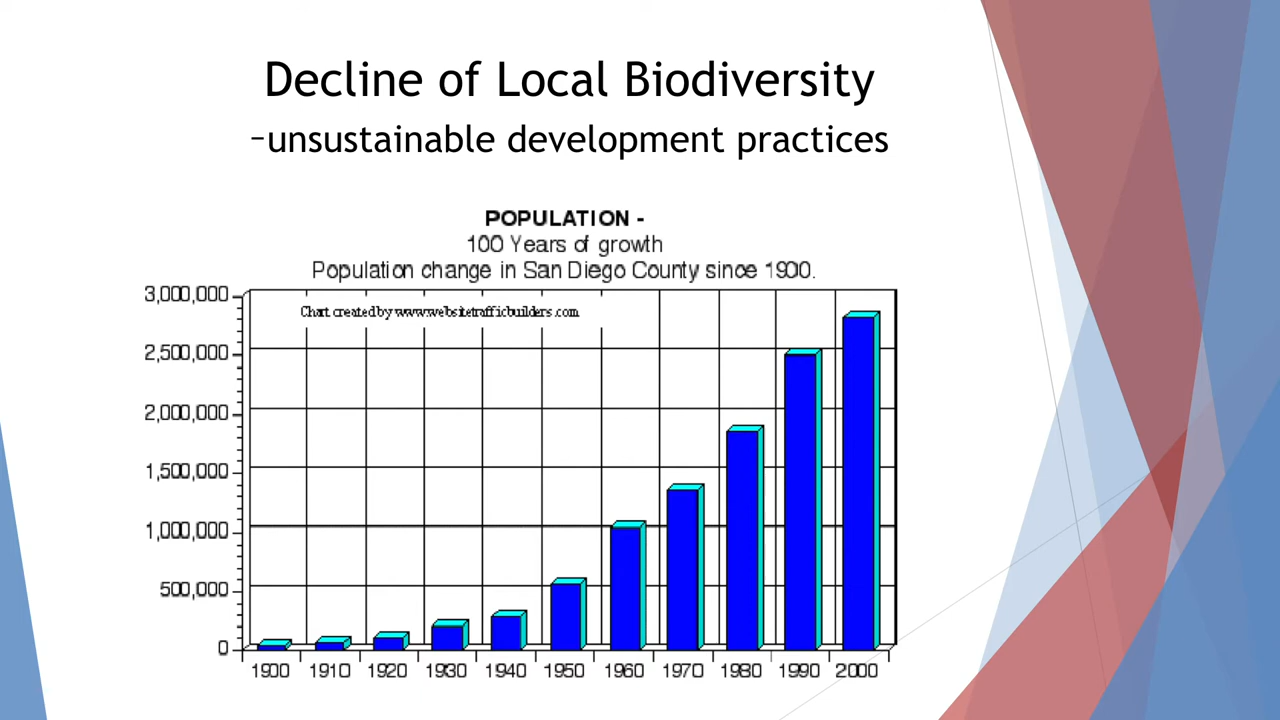 Decline of Local Biodiversity
–unsustainable development practices
POPULATION -
100 Years of growth
Population change in San Diego County since 1900.
Chart created by www.websitetrafficbuilders.com
3,000,000
2,500,000
2,000,000
1,500,000
1,000,000
500,000
0
1900 1910 1920 1930 1940 1950 1960 1970 1980 1990 2000